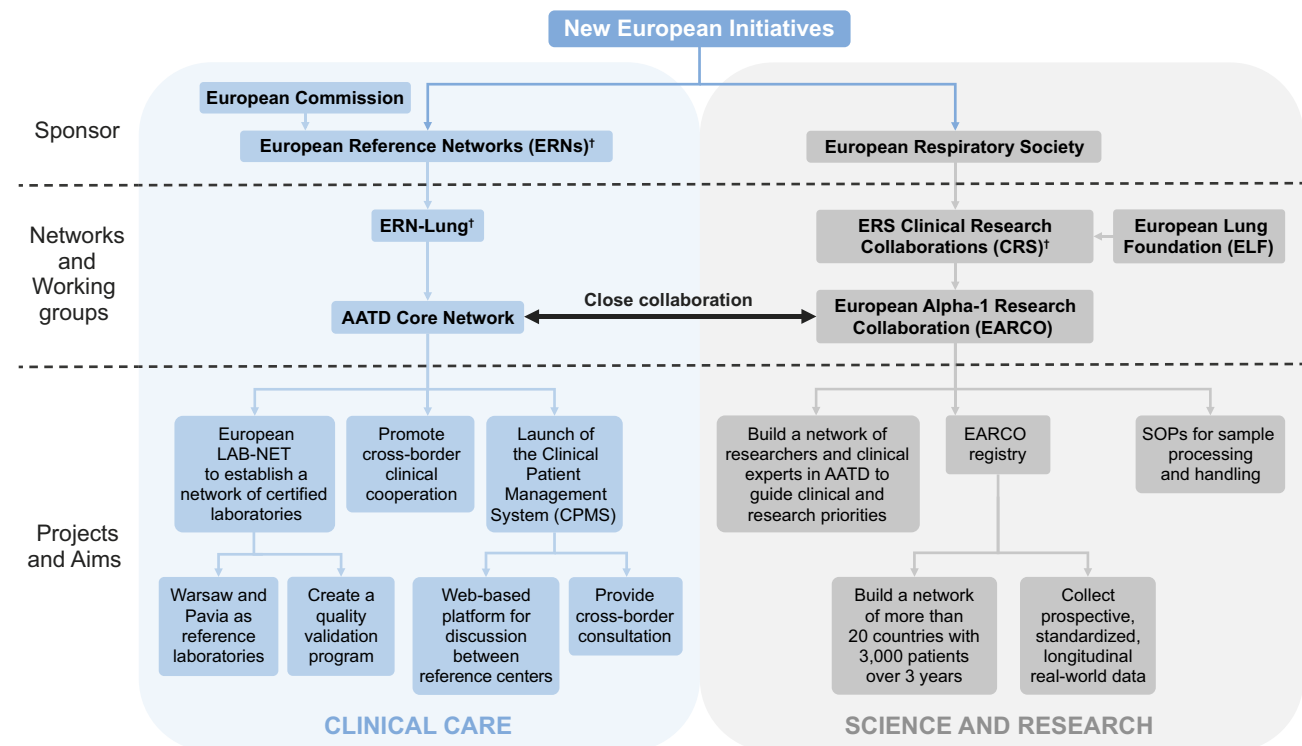 New European Initiatives
Sponsor
European Commission
European Reference Networks (ERNs)†
European Respiratory Society
Networks
and
Working
groups
ERN-Lung†
ERS Clinical Research
Collaborations (CRS)†
European Lung
Foundation (ELF)
AATD Core Network
Close collaboration
European Alpha-1 Research
Collaboration (EARCO)
Projects
and Aims
European
LAB-NET
to establish a
network of certified
laboratories
Promote
cross-border
clinical
cooperation
Launch of
the Clinical
Patient
Management
System (CPMS)
Build a network of
researchers and clinical
experts in AATD to
guide clinical and
research priorities
EARCO
registry
SOPs for sample
processing
and handling
Warsaw and
Pavia as
reference
laboratories
Create a
quality
validation
program
Web-based
platform for
discussion
between
reference centers
Provide
cross-border
consultation
Build a network
of more than
20 countries with
3,000 patients
over 3 years
Collect
prospective,
standardized,
longitudinal
real-world data
CLINICAL CARE
SCIENCE AND RESEARCH